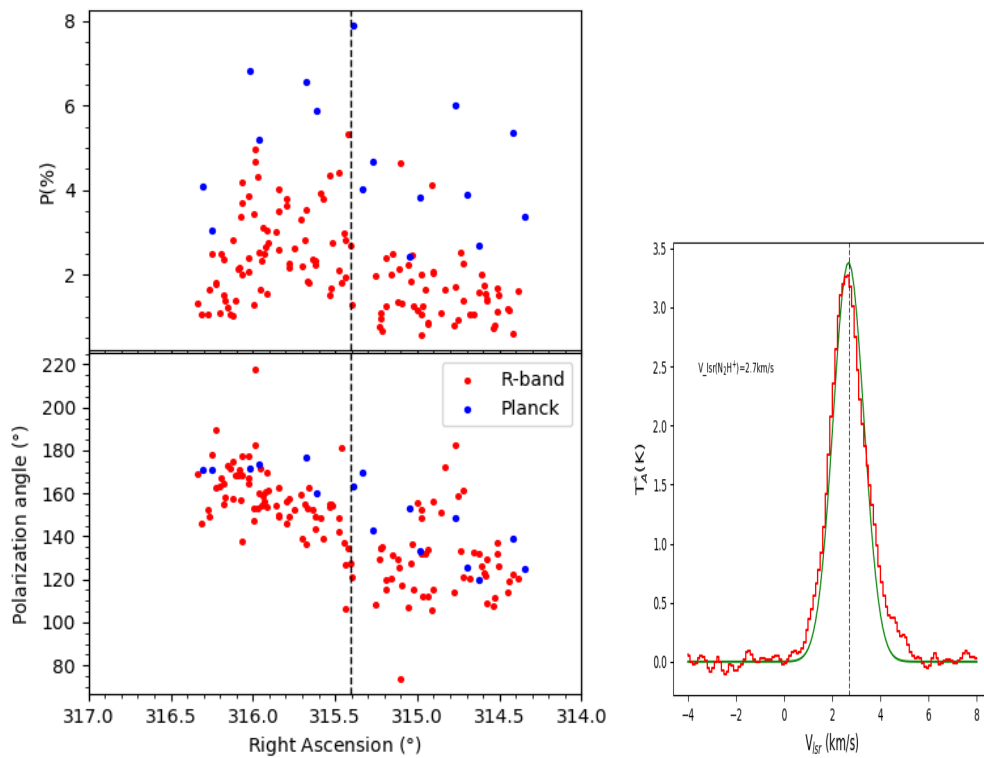 8
6
4
2
P(%)
220
200
180
160
140
120
100
80
Polarization angle (°)
R-band
Planck
317.0 316.5 316.0 315.5 315.0 314.5 314.0
Right Ascension (°)
3.5
3.0
2.5
2.0
1.5
1.0
0.5
0.0
T*A(K)
V_lsr(N2H+)=2.7km/s
−4 −2 0 2 4 6 8
Vlsr (km/s)